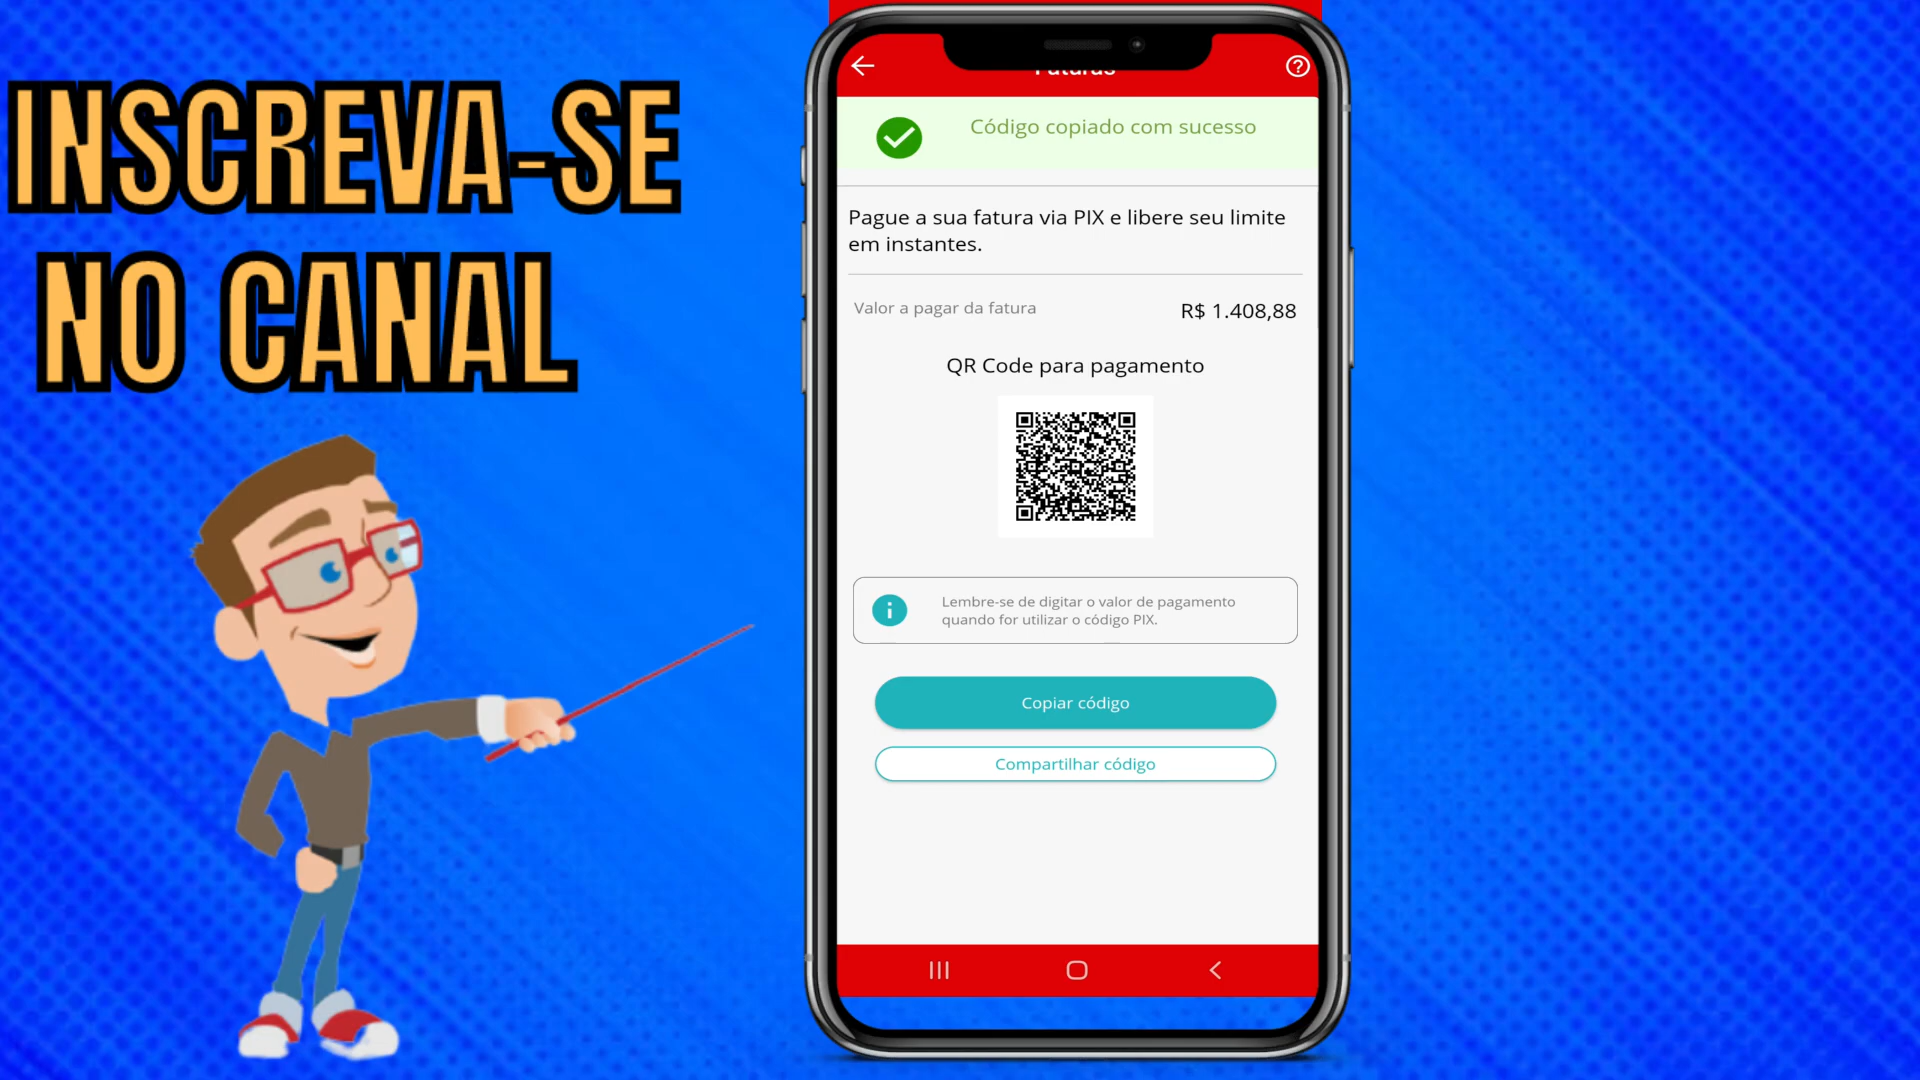 INSCREVA-SE
NO CANAL
Faturas
Código copiado com sucesso
Pague a sua fatura via PIX e libere seu limite
em instantes.
Valor a pagar da fatura
R$ 1.408,88
QR Code para pagamento
Lembre-se de digitar o valor de pagamento
quando for utilizar o código PIX.
Copiar código
Compartilhar código